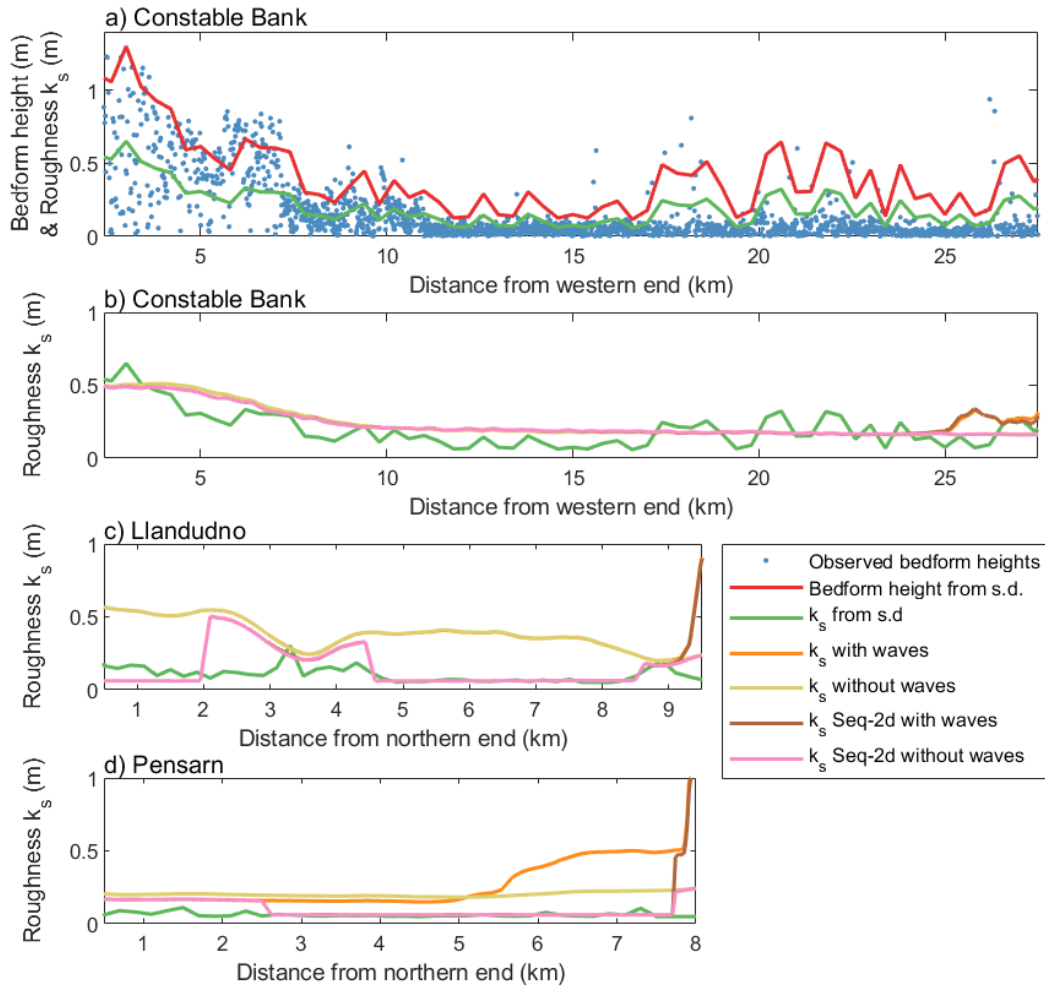 a) Constable Bank
Bedform height (m)
& Roughness k_s (m)
1
0.5
0
5 10 15 20 25
Distance from western end (km)
b) Constable Bank
Roughness k_s (m)
1
0.5
0
5 10 15 20 25
Distance from western end (km)
c) Llandudno
Roughness k_s (m)
1
0.5
0
1 2 3 4 5 6 7 8 9
Distance from northern end (km)
Observed bedform heights
Bedform height from s.d.
k_s from s.d
k_s with waves
k_s without waves
k_s Seq-2d with waves
k_s Seq-2d without waves
d) Pensarn
Roughness k_s (m)
1
0.5
0
1 2 3 4 5 6 7 8
Distance from northern end (km)